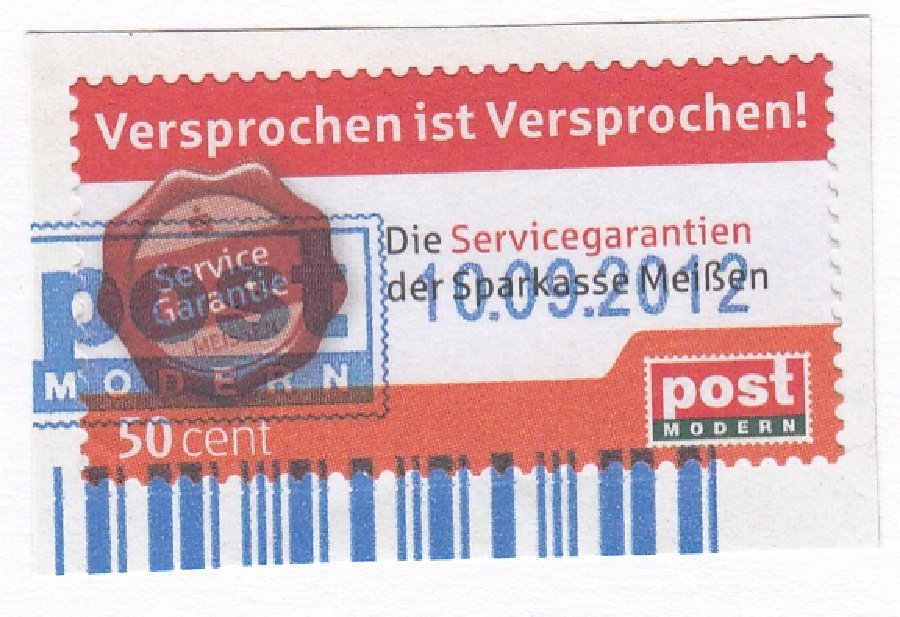 Versprochen ist Versprochen!
Service
Garantie
Die Servicegarantien
der Sparkasse Meißen
10.09.2012
post
MODERN
50 cent
post
MODERN